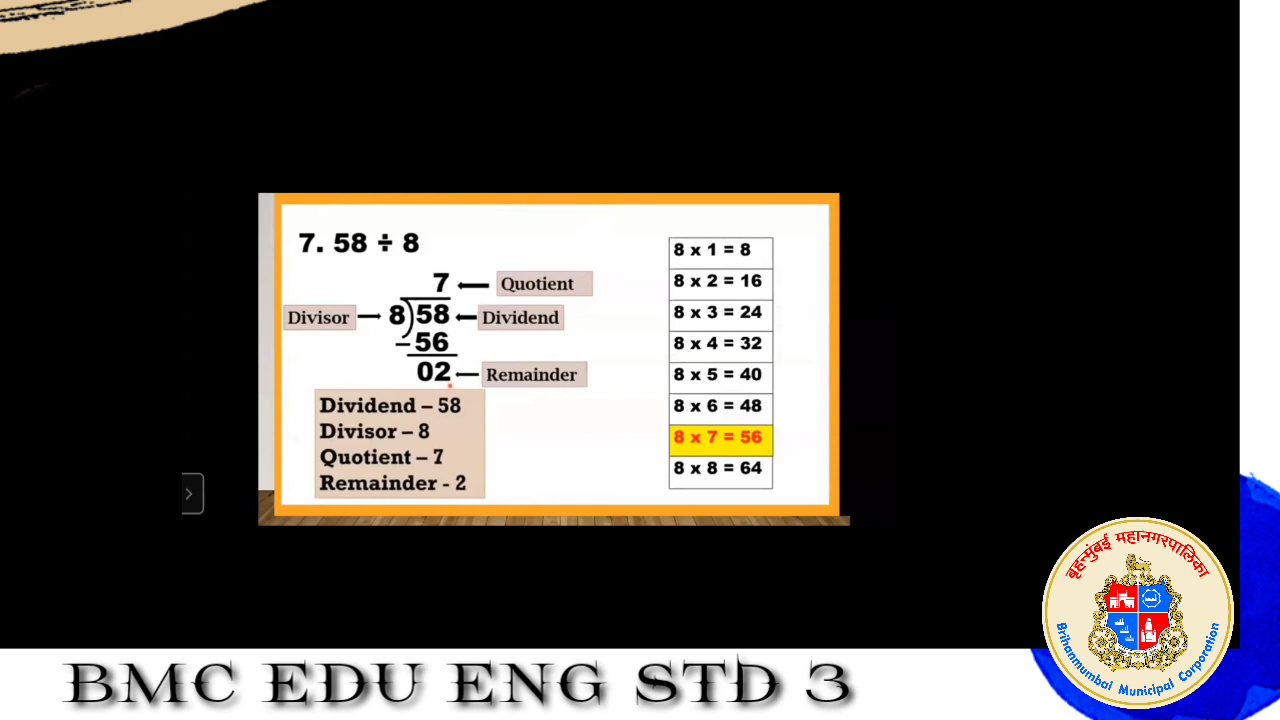 7. 58 ÷ 8
7 Quotient
Divisor 8)58 Dividend
–56
02 Remainder
Dividend – 58
Divisor – 8
Quotient – 7
Remainder - 2
8 x 1 = 8
8 x 2 = 16
8 x 3 = 24
8 x 4 = 32
8 x 5 = 40
8 x 6 = 48
8 x 7 = 56
8 x 8 = 64
बृहन्मुंबई महानगरपालिका
Brihanmumbai Municipal Corporation
BMC EDU ENG STD 3